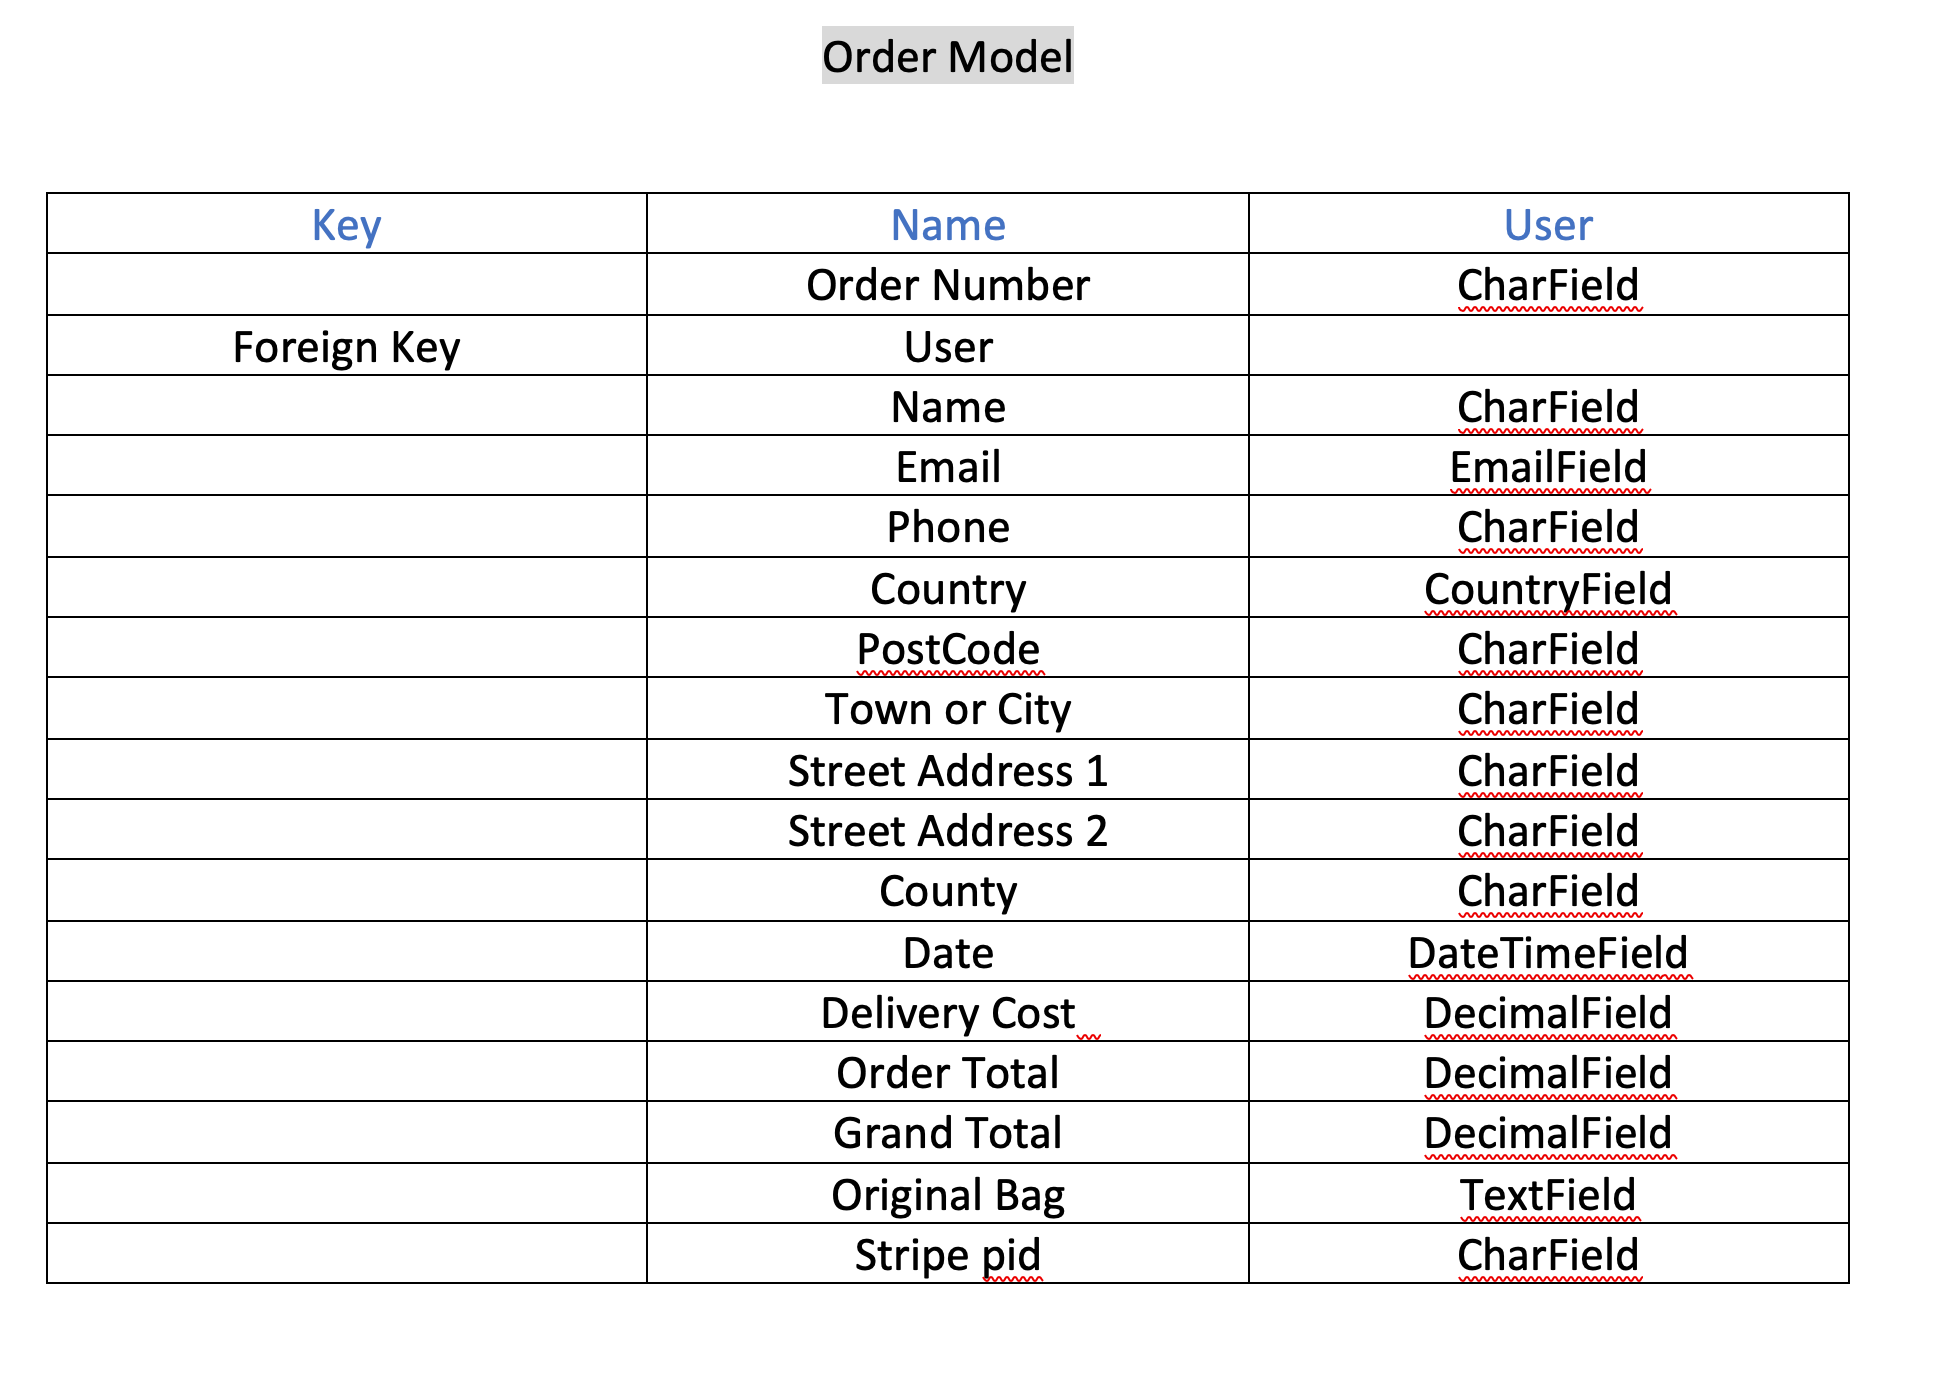 Order Model
Key Name User
Order Number CharField
Foreign Key User
Name CharField
Email EmailField
Phone CharField
Country CountryField
PostCode CharField
Town or City CharField
Street Address 1 CharField
Street Address 2 CharField
County CharField
Date DateTimeField
Delivery Cost DecimalField
Order Total DecimalField
Grand Total DecimalField
Original Bag TextField
Stripe pid CharField